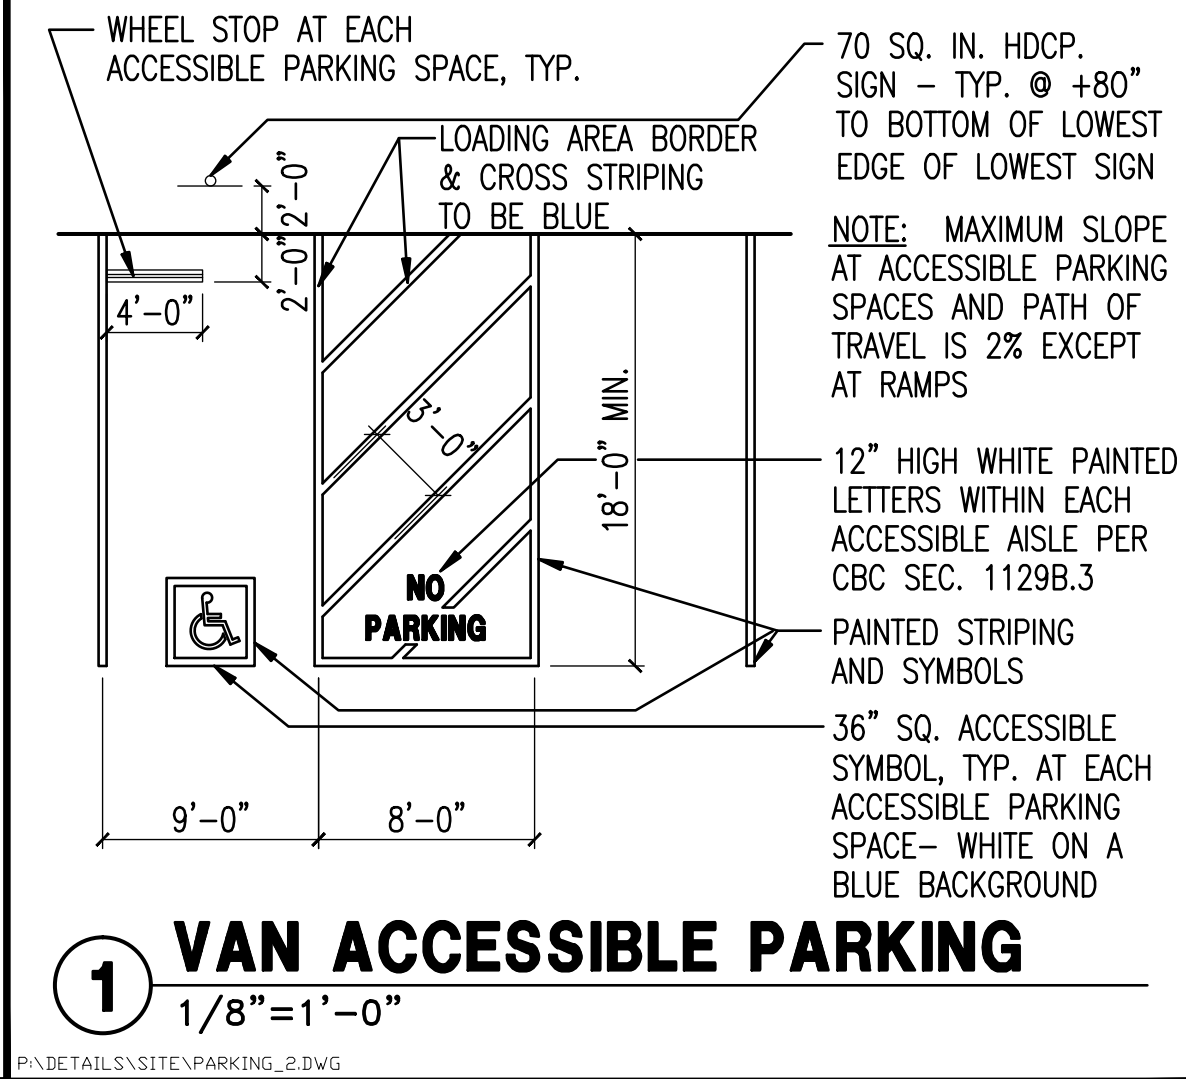 WHEEL STOP AT EACH
ACCESSIBLE PARKING SPACE, TYP.
70 SQ. IN. HDCP.
SIGN – TYP. @ +80”
TO BOTTOM OF LOWEST
EDGE OF LOWEST SIGN
LOADING AREA BORDER
& CROSS STRIPING
TO BE BLUE
2’–0”
2’–0”
4’–0”
NOTE: MAXIMUM SLOPE
AT ACCESSIBLE PARKING
SPACES AND PATH OF
TRAVEL IS 2% EXCEPT
AT RAMPS
3’–0”
18’–0” MIN.
12” HIGH WHITE PAINTED
LETTERS WITHIN EACH
ACCESSIBLE AISLE PER
CBC SEC. 1129B.3
NO
PARKING
PAINTED STRIPING
AND SYMBOLS
36” SQ. ACCESSIBLE
SYMBOL, TYP. AT EACH
ACCESSIBLE PARKING
SPACE– WHITE ON A
BLUE BACKGROUND
9’–0”
8’–0”
1
VAN ACCESSIBLE PARKING
1/8”=1’–0”
P:\DETAILS\SITE\PARKING_2.DWG